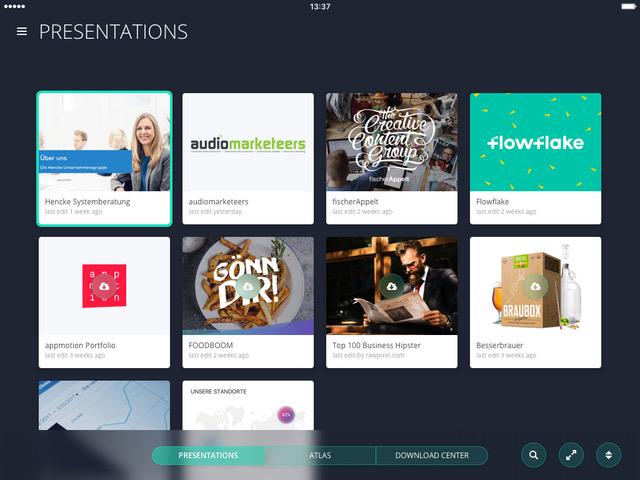 13:37
PRESENTATIONS
Über uns
Die Hencke Unternehmensgruppe
Hencke Systemberatung
last edit 1 week ago
audiomarketeers
audiomarketeers
last edit yesterday
The
Creative
Content
Group
fischerAppelt
fischerAppelt
last edit 2 weeks ago
flowflake
Flowflake
last edit 2 weeks ago
appmotion Portfolio
last edit 3 weeks ago
GÖNN
DIR!
FOODBOOM
last edit 2 weeks ago
Top 100 Business Hipster
last edit by rawpixel.com
BRAUBOX
Besserbrauer
last edit 3 weeks ago
UNSERE STANDORTE
PRESENTATIONS
ATLAS
DOWNLOAD CENTER